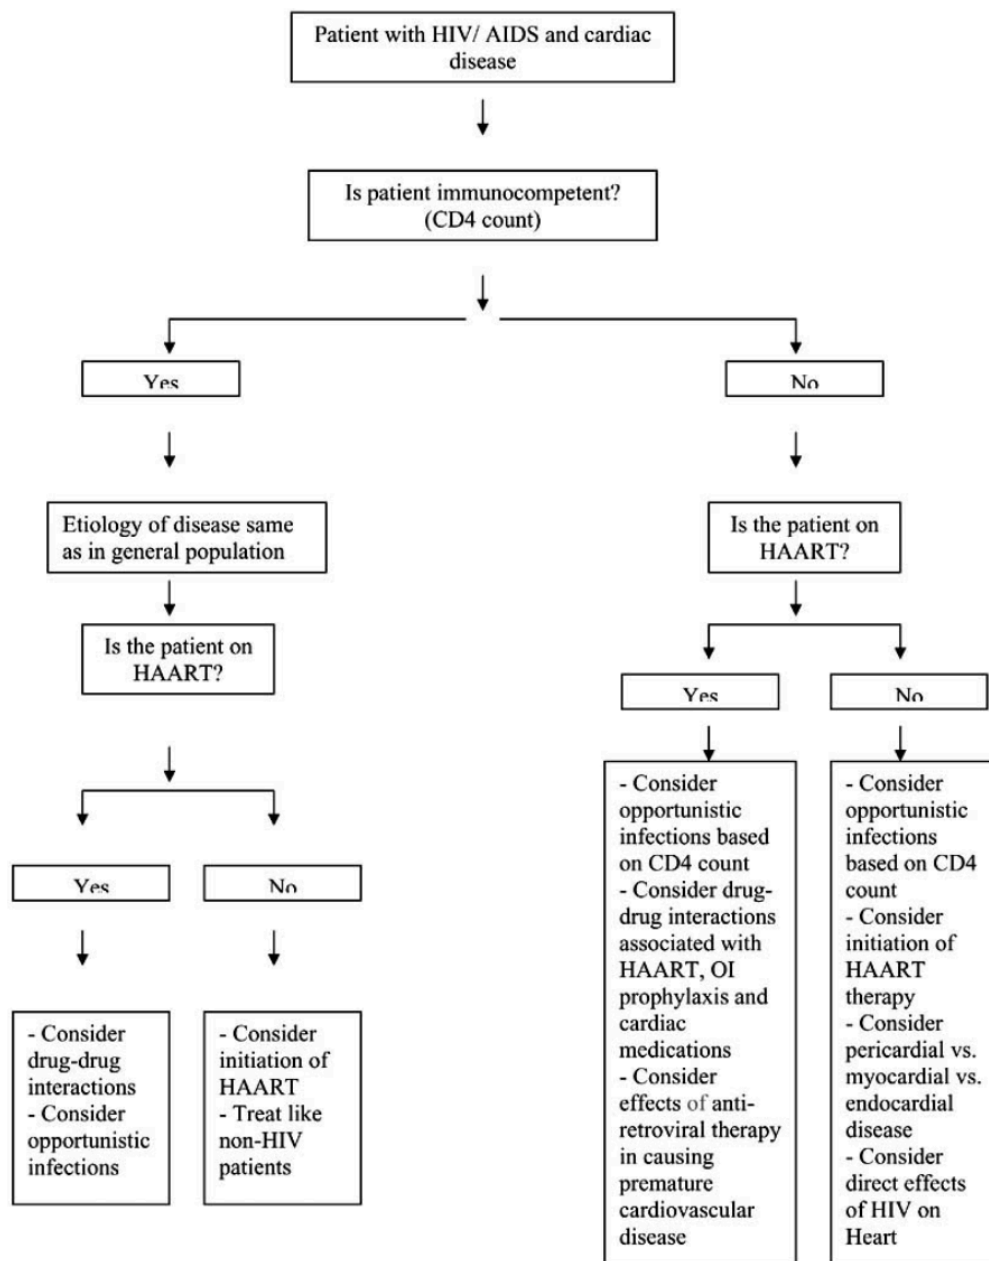 Patient with HIV/ AIDS and cardiac
disease
Is patient immunocompetent?
(CD4 count)
Yes
No
Etiology of disease same
as in general population
Is the patient on
HAART?
Is the patient on
HAART?
Yes
No
Yes
No
- Consider
drug-drug
interactions
- Consider
opportunistic
infections
- Consider
initiation of
HAART
- Treat like
non-HIV
patients
- Consider
opportunistic
infections based
on CD4 count
- Consider drug-
drug interactions
associated with
HAART, OI
prophylaxis and
cardiac
medications
- Consider
effects of anti-
retroviral therapy
in causing
premature
cardiovascular
disease
- Consider
opportunistic
infections
based on CD4
count
- Consider
initiation of
HAART
therapy
- Consider
pericardial vs.
myocardial vs.
endocardial
disease
- Consider
direct effects
of HIV on
Heart